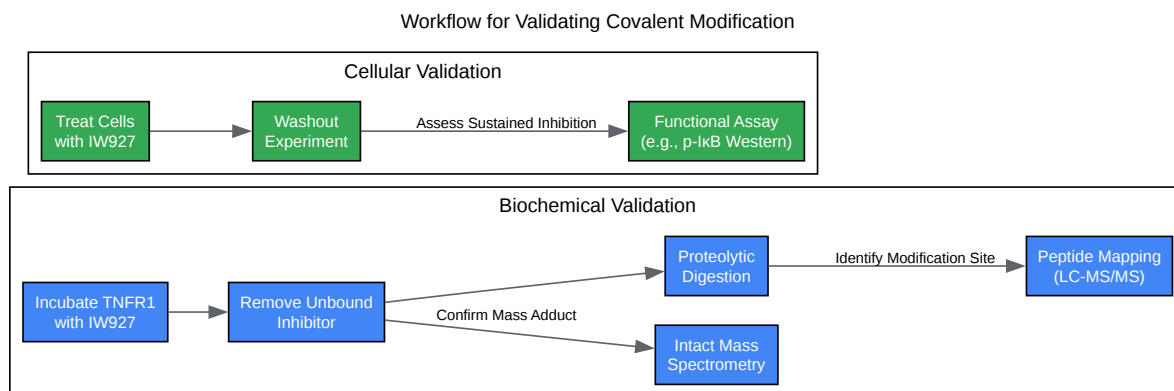 Workflow for Validating Covalent Modification
Cellular Validation
Treat Cells
with IW927
Washout
Experiment
Assess Sustained Inhibition
Functional Assay
(e.g., p-IκB Western)
Biochemical Validation
Incubate TNFR1
with IW927
Remove Unbound
Inhibitor
Confirm Mass Adduct
Proteolytic
Digestion
Identify Modification Site
Peptide Mapping
(LC-MS/MS)
Intact Mass
Spectrometry